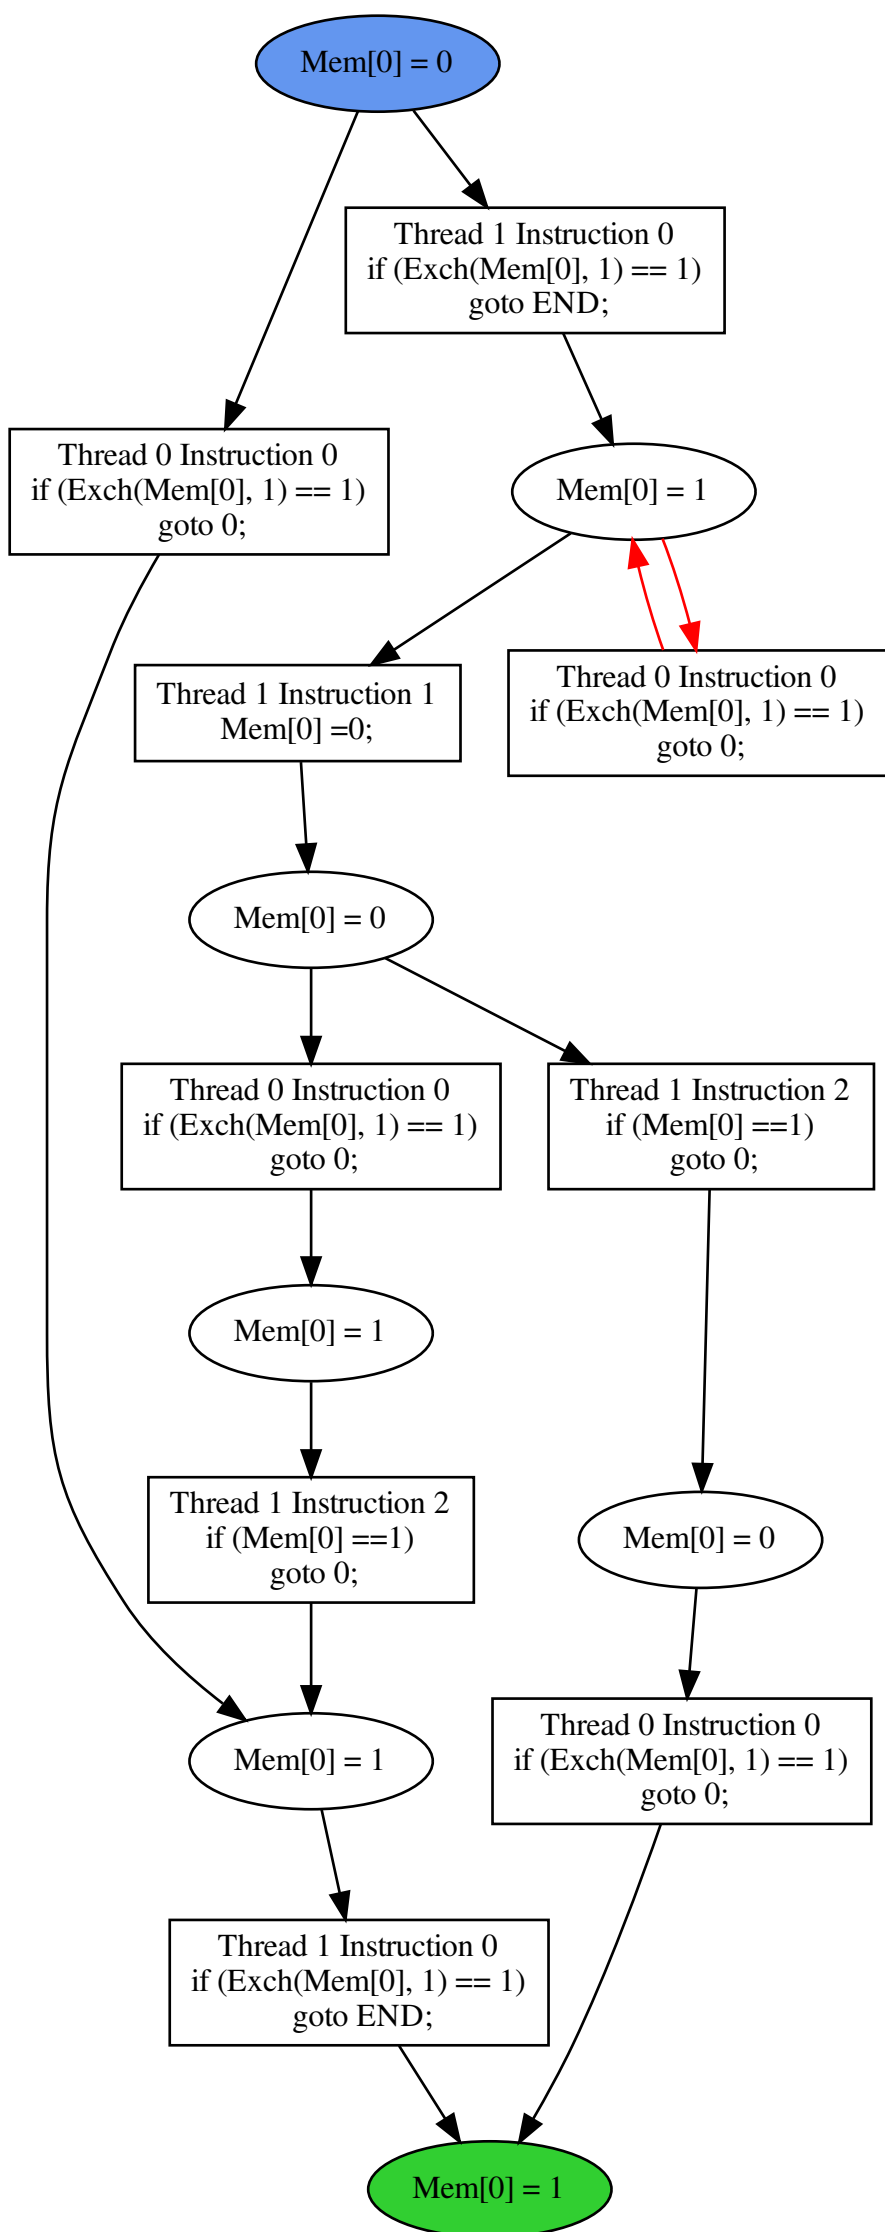 Mem[0] = 0
Thread 1 Instruction 0
if (Exch(Mem[0], 1) == 1)
goto END;
Thread 0 Instruction 0
if (Exch(Mem[0], 1) == 1)
goto 0;
Mem[0] = 1
Thread 1 Instruction 1
Mem[0] =0;
Thread 0 Instruction 0
if (Exch(Mem[0], 1) == 1)
goto 0;
Mem[0] = 0
Thread 0 Instruction 0
if (Exch(Mem[0], 1) == 1)
goto 0;
Thread 1 Instruction 2
if (Mem[0] ==1)
goto 0;
Mem[0] = 1
Thread 1 Instruction 2
if (Mem[0] ==1)
goto 0;
Mem[0] = 0
Mem[0] = 1
Thread 0 Instruction 0
if (Exch(Mem[0], 1) == 1)
goto 0;
Thread 1 Instruction 0
if (Exch(Mem[0], 1) == 1)
goto END;
Mem[0] = 1